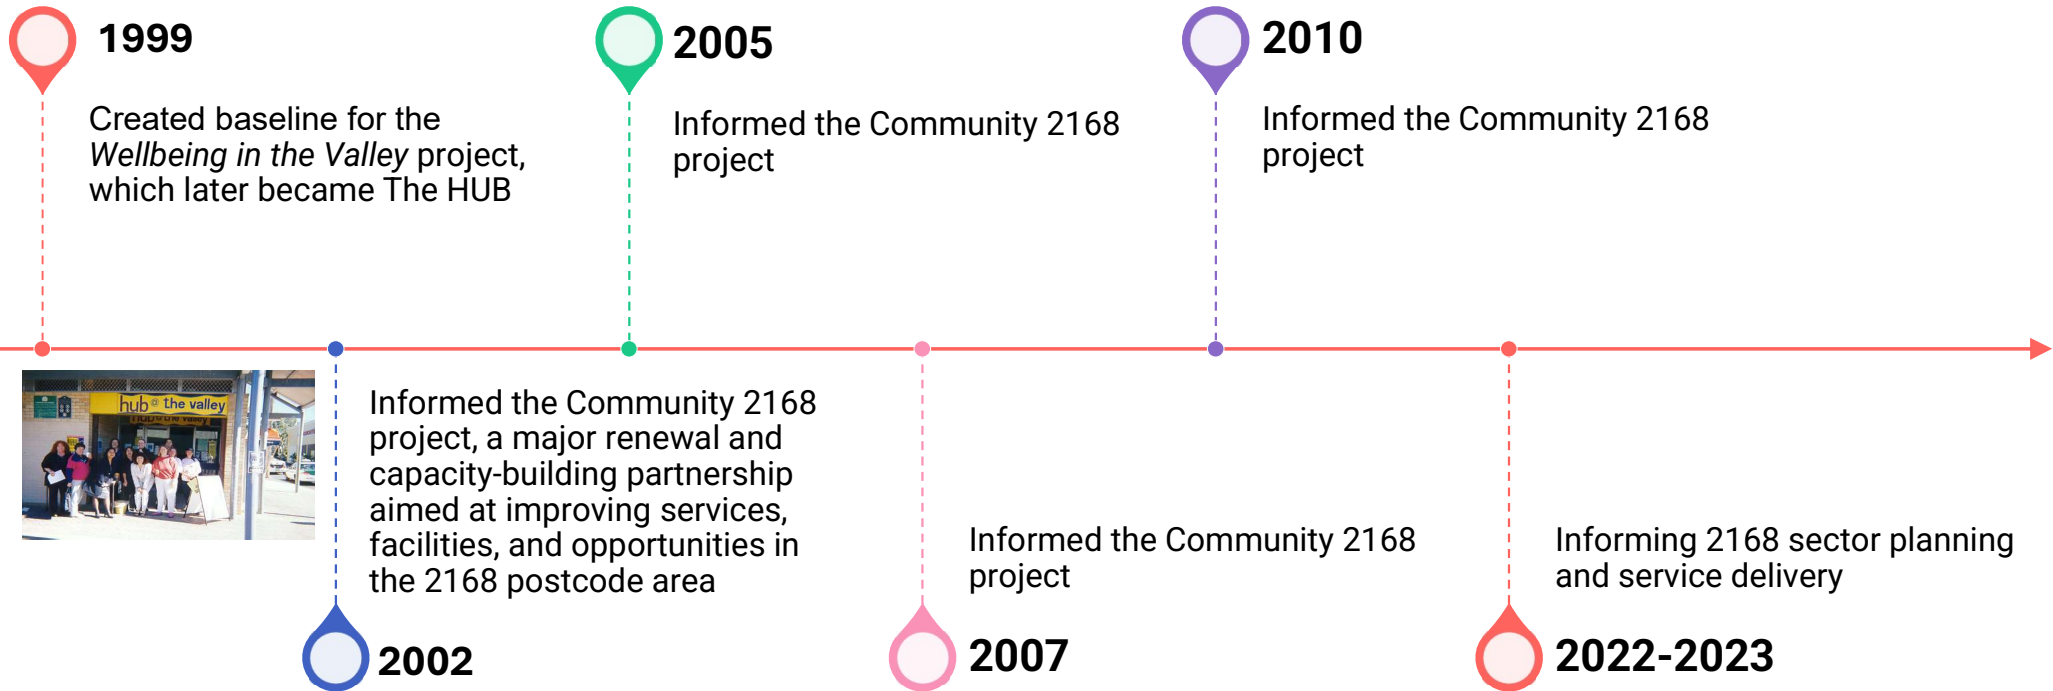 1999
Created baseline for the
Wellbeing in the Valley project,
which later became The HUB
2005
Informed the Community 2168
project
2010
Informed the Community 2168
project
hub@ the valley
Informed the Community 2168
project, a major renewal and
capacity-building partnership
aimed at improving services,
facilities, and opportunities in
the 2168 postcode area
2002
Informed the Community 2168
project
2007
Informing 2168 sector planning
and service delivery
2022-2023